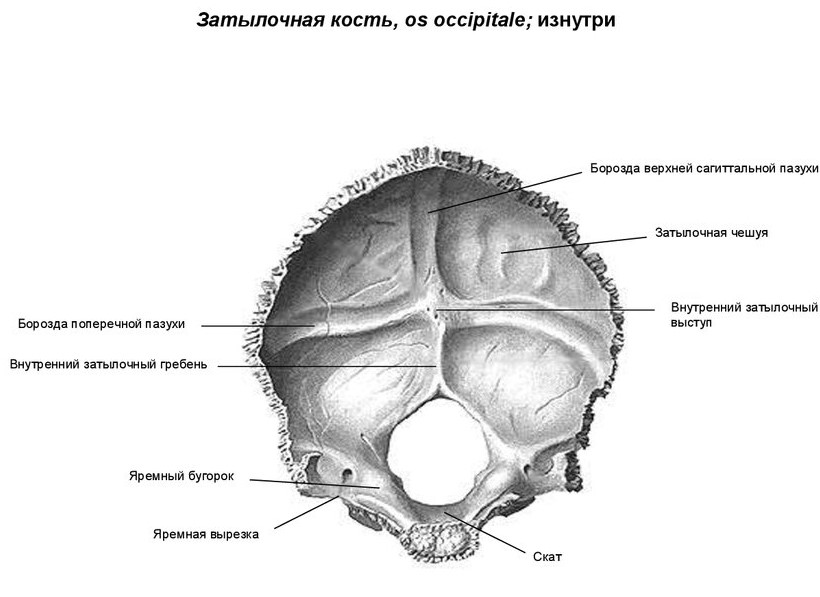 Затылочная кость, os occipitale; изнутри
Борозда верхней сагиттальной пазухи
Затылочная чешуя
Внутренний затылочный
выступ
Борозда поперечной пазухи
Внутренний затылочный гребень
Яремный бугорок
Яремная вырезка
Скат